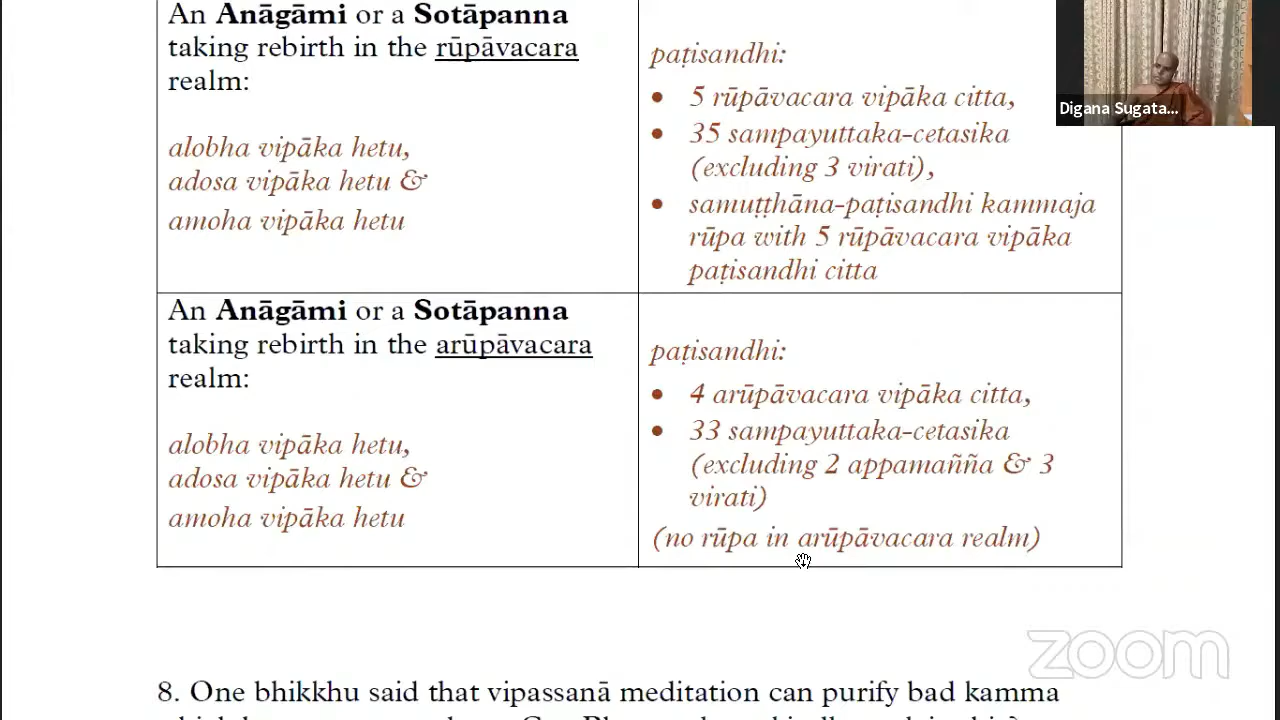 An Anāgāmi or a Sotāpanna
taking rebirth in the rūpāvacara
realm:
alobha vipāka hetu,
adosa vipāka hetu &
amoha vipāka hetu
paṭisandhi:
• 5 rūpāvacara vipāka citta,
• 35 sampayuttaka-cetasika
(excluding 3 virati),
• samuṭṭhāna-paṭisandhi kammaja
rūpa with 5 rūpāvacara vipāka
paṭisandhi citta
Digana Sugata...
An Anāgāmi or a Sotāpanna
taking rebirth in the arūpāvacara
realm:
alobha vipāka hetu,
adosa vipāka hetu &
amoha vipāka hetu
paṭisandhi:
• 4 arūpāvacara vipāka citta,
• 33 sampayuttaka-cetasika
(excluding 2 appamañña & 3
virati)
(no rūpa in arūpāvacara realm)
zoom
8. One bhikkhu said that vipassanā meditation can purify bad kamma